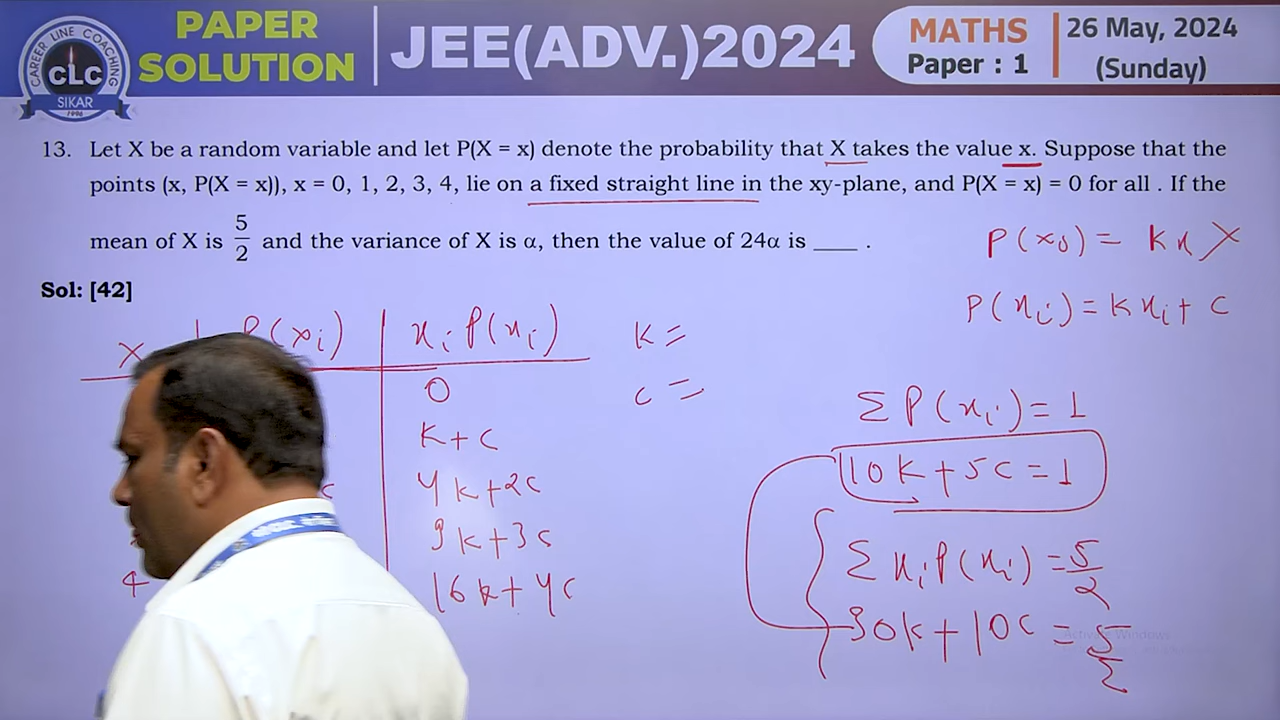 CAREER LINE COACHING
CLC
SIKAR
1996
PAPER
SOLUTION
JEE(ADV.)2024
MATHS
Paper : 1
26 May, 2024
(Sunday)
13. Let X be a random variable and let P(X = x) denote the probability that X takes the value x. Suppose that the
points (x, P(X = x)), x = 0, 1, 2, 3, 4, lie on a fixed straight line in the xy-plane, and P(X = x) = 0 for all . If the
mean of X is 5/2 and the variance of X is α, then the value of 24α is ____ .
Sol: [42]
P(x₀) = kx
P(xᵢ) = kxᵢ + c
x P(xᵢ) xᵢ P(xᵢ)
0
k + c
4k + 2c
9k + 3c
4 16k + 4c
k =
c =
Σ P(xᵢ) = 1
10k + 5c = 1
Σ xᵢ P(xᵢ) = 5/2
30k + 10c = 5/2
Activate Windows